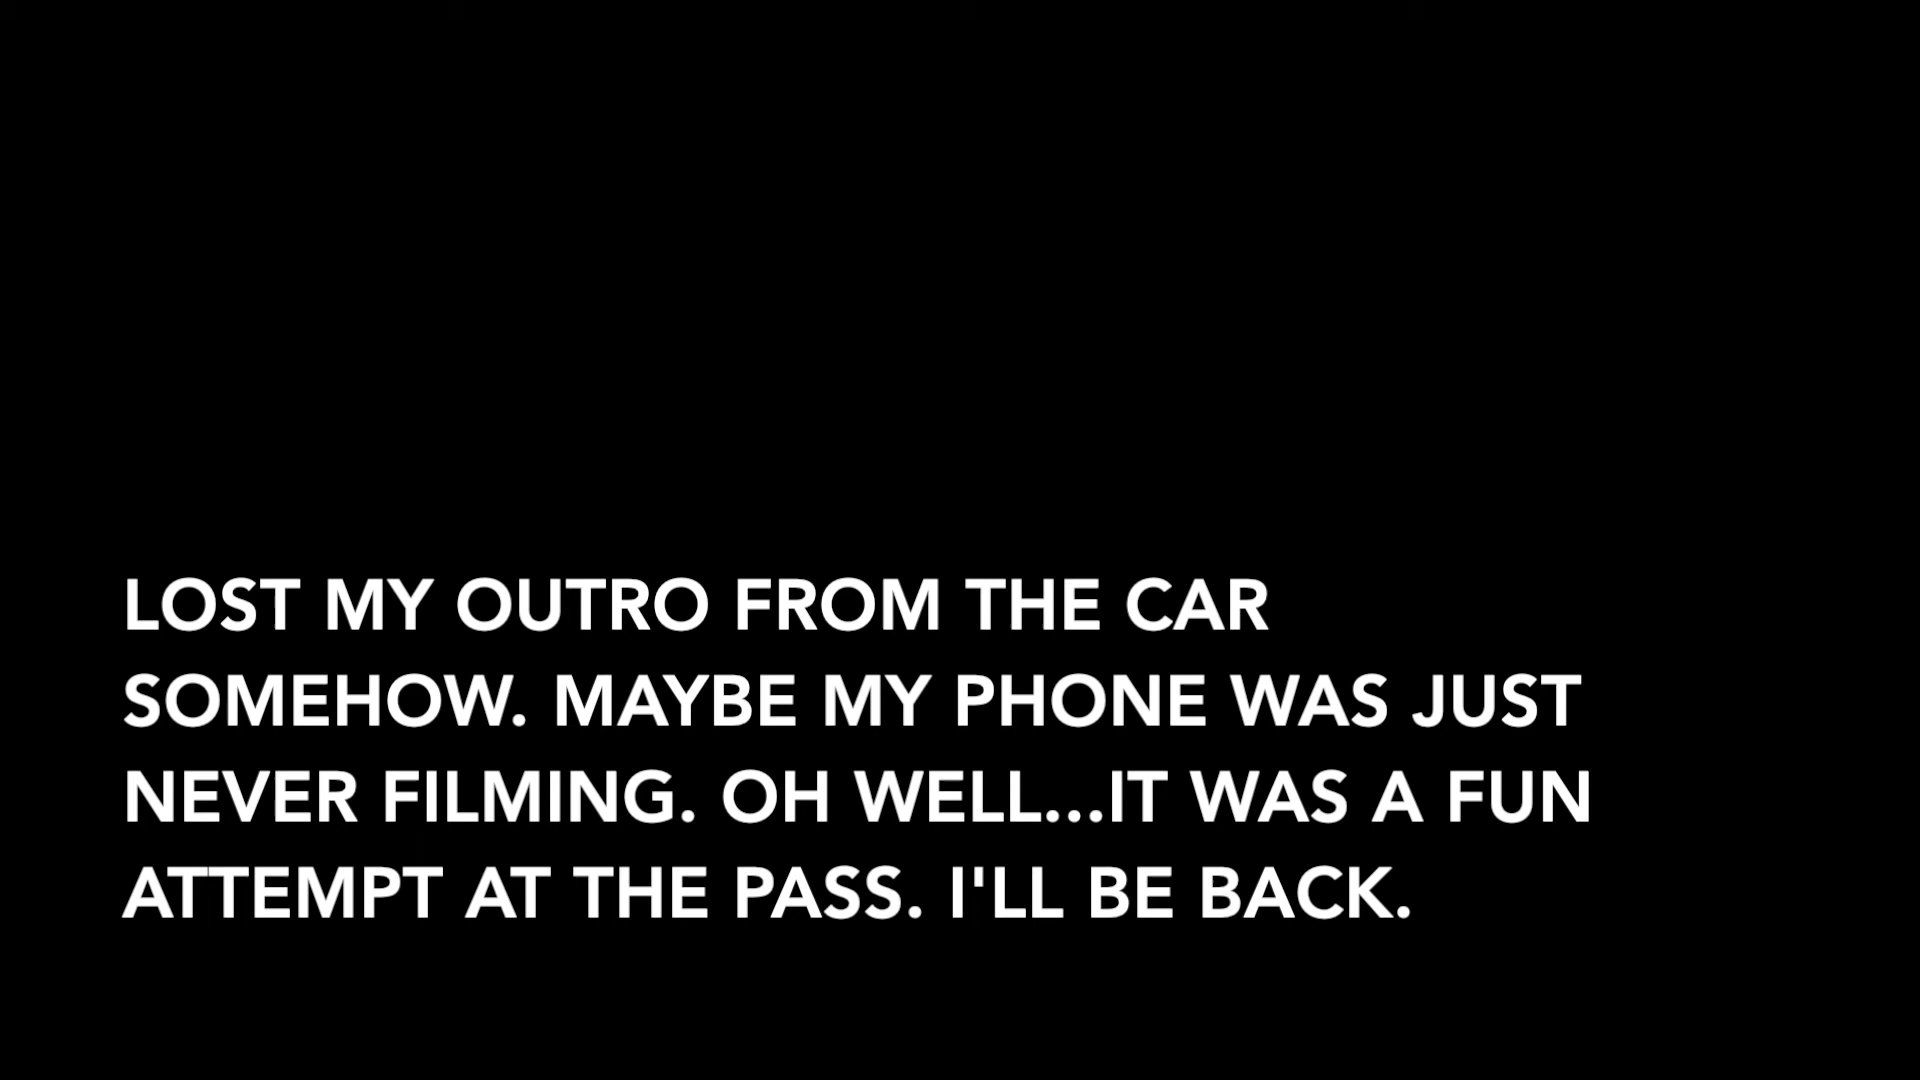 LOST MY OUTRO FROM THE CAR
SOMEHOW. MAYBE MY PHONE WAS JUST
NEVER FILMING. OH WELL...IT WAS A FUN
ATTEMPT AT THE PASS. I'LL BE BACK.